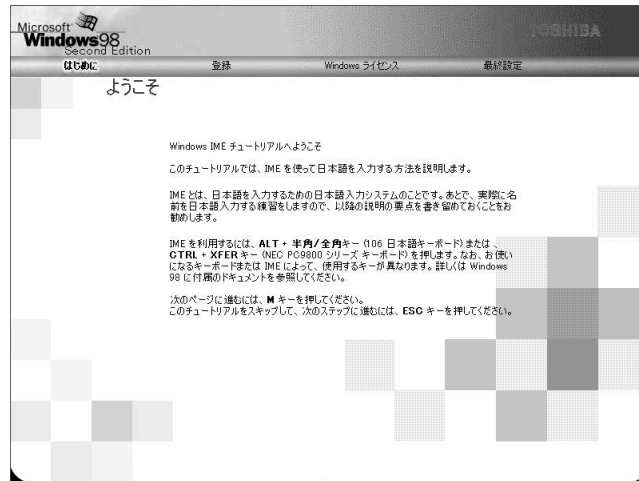 Microsoft
Windows98
Second Edition
TOSHIBA
はじめに 登録 Windows ライセンス 最終設定
ようこそ
Windows IME チュートリアルへようこそ
このチュートリアルでは、IME を使って日本語を入力する方法を説明します。
IME とは、日本語を入力するための日本語入力システムのことです。あとで、実際に名
前を日本語入力する練習をしますので、以降の説明の要点を書き留めておくことをお
勧めします。
IME を利用するには、ALT + 半角/全角キー (106 日本語キーボード) または 、
CTRL + XFER キー (NEC PC9800 シリーズ キーボード) を押します。なお、お使い
になるキーボードまたは IME によって、使用するキーが異なります。詳しくは Windows
98 に付属のドキュメントを参照してください。
次のページに進むには、M キーを押してください。
このチュートリアルをスキップして、次のステップに進むには、ESC キーを押してください。